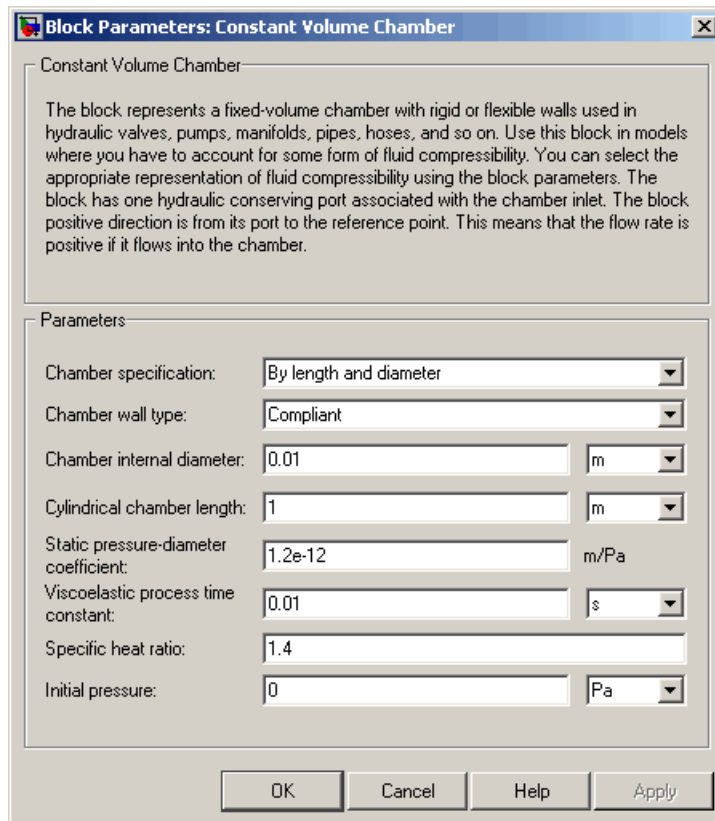 Block Parameters: Constant Volume Chamber
Constant Volume Chamber
The block represents a fixed-volume chamber with rigid or flexible walls used in
hydraulic valves, pumps, manifolds, pipes, hoses, and so on. Use this block in models
where you have to account for some form of fluid compressibility. You can select the
appropriate representation of fluid compressibility using the block parameters. The
block has one hydraulic conserving port associated with the chamber inlet. The block
positive direction is from its port to the reference point. This means that the flow rate is
positive if it flows into the chamber.
Parameters
Chamber specification: By length and diameter
Chamber wall type: Compliant
Chamber internal diameter: 0.01 m
Cylindrical chamber length: 1 m
Static pressure-diameter
coefficient: 1.2e-12 m/Pa
Viscoelastic process time
constant: 0.01 s
Specific heat ratio: 1.4
Initial pressure: 0 Pa
OK Cancel Help Apply